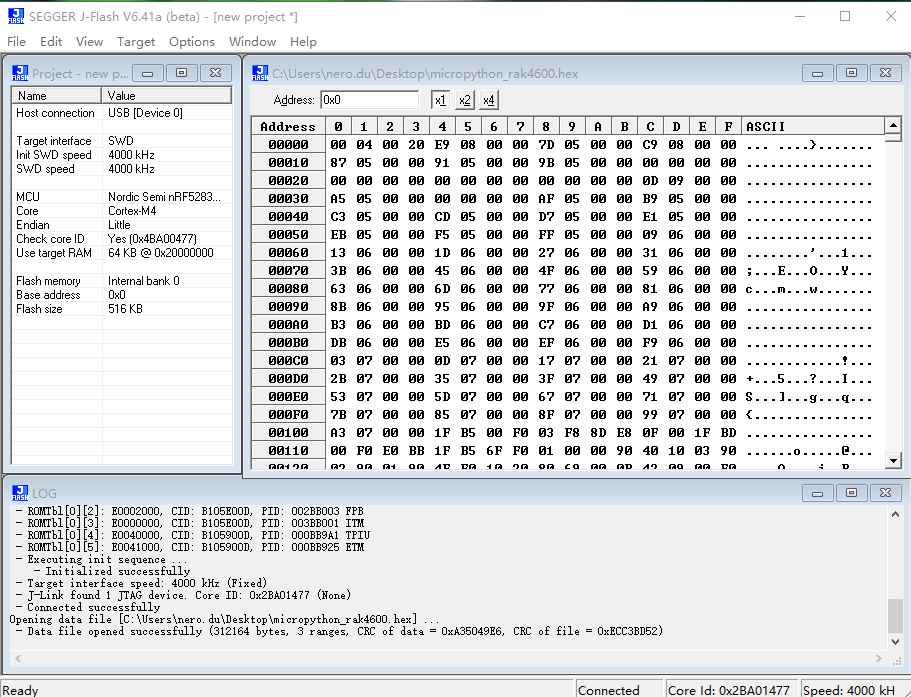 SEGGER J-Flash V6.41a (beta) - [new project *]
File Edit View Target Options Window Help
Project - new p...
Name Value
Host connection USB [Device 0]
Target interface SWD
Init SWD speed 4000 kHz
SWD speed 4000 kHz
MCU Nordic Semi nRF5283...
Core Cortex-M4
Endian Little
Check core ID Yes (0x4BA00477)
Use target RAM 64 KB @ 0x20000000
Flash memory Internal bank 0
Base address 0x0
Flash size 516 KB
C:\Users\nero.du\Desktop\micropython_rak4600.hex
Address: 0x0 x1 x2 x4
Address 0 1 2 3 4 5 6 7 8 9 A B C D E F ASCII
00000 00 04 00 20 E9 08 00 00 7D 05 00 00 C9 08 00 00 ... ....}.......
00010 87 05 00 00 91 05 00 00 9B 05 00 00 00 00 00 00 ................
00020 00 00 00 00 00 00 00 00 00 00 00 00 0D 09 00 00 ................
00030 A5 05 00 00 00 00 00 00 AF 05 00 00 B9 05 00 00 ................
00040 C3 05 00 00 CD 05 00 00 D7 05 00 00 E1 05 00 00 ................
00050 EB 05 00 00 F5 05 00 00 FF 05 00 00 09 06 00 00 ................
00060 13 06 00 00 1D 06 00 00 27 06 00 00 31 06 00 00 ........'...1...
00070 3B 06 00 00 45 06 00 00 4F 06 00 00 59 06 00 00 ;...E...O...Y...
00080 63 06 00 00 6D 06 00 00 77 06 00 00 81 06 00 00 c...m...w.......
00090 8B 06 00 00 95 06 00 00 9F 06 00 00 A9 06 00 00 ................
000A0 B3 06 00 00 BD 06 00 00 C7 06 00 00 D1 06 00 00 ................
000B0 DB 06 00 00 E5 06 00 00 EF 06 00 00 F9 06 00 00 ................
000C0 03 07 00 00 0D 07 00 00 17 07 00 00 21 07 00 00 ............!...
000D0 2B 07 00 00 35 07 00 00 3F 07 00 00 49 07 00 00 +...5...?...I...
000E0 53 07 00 00 5D 07 00 00 67 07 00 00 71 07 00 00 S...]...g...q...
000F0 7B 07 00 00 85 07 00 00 8F 07 00 00 99 07 00 00 {...............
00100 A3 07 00 00 1F B5 00 F0 03 F8 8D E8 0F 00 1F BD ................
00110 00 F0 E0 BB 1F B5 6F F0 01 00 00 90 40 10 03 90 ......o.....@...
LOG
- ROMTbl[0][2]: E0002000, CID: B105E00D, PID: 002BB003 FPB
- ROMTbl[0][3]: E0000000, CID: B105E00D, PID: 003BB001 ITM
- ROMTbl[0][4]: E0040000, CID: B105900D, PID: 000BB9A1 TPIU
- ROMTbl[0][5]: E0041000, CID: B105900D, PID: 000BB925 ETM
- Executing init sequence ...
- Initialized successfully
- Target interface speed: 4000 kHz (Fixed)
- J-Link found 1 JTAG device. Core ID: 0x2BA01477 (None)
- Connected successfully
Opening data file [C:\Users\nero.du\Desktop\micropython_rak4600.hex] ...
- Data file opened successfully (312164 bytes, 3 ranges, CRC of data = 0xA35049E6, CRC of file = 0xECC3BD52)
Ready Connected Core Id: 0x2BA01477 Speed: 4000 kH